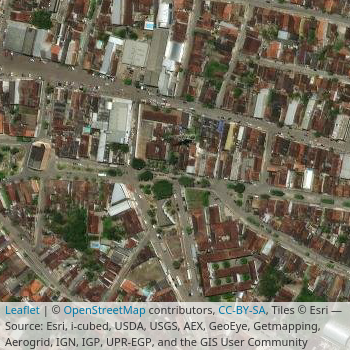 Leaflet | © OpenStreetMap contributors, CC-BY-SA, Tiles © Esri —
Source: Esri, i-cubed, USDA, USGS, AEX, GeoEye, Getmapping,
Aerogrid, IGN, IGP, UPR-EGP, and the GIS User Community